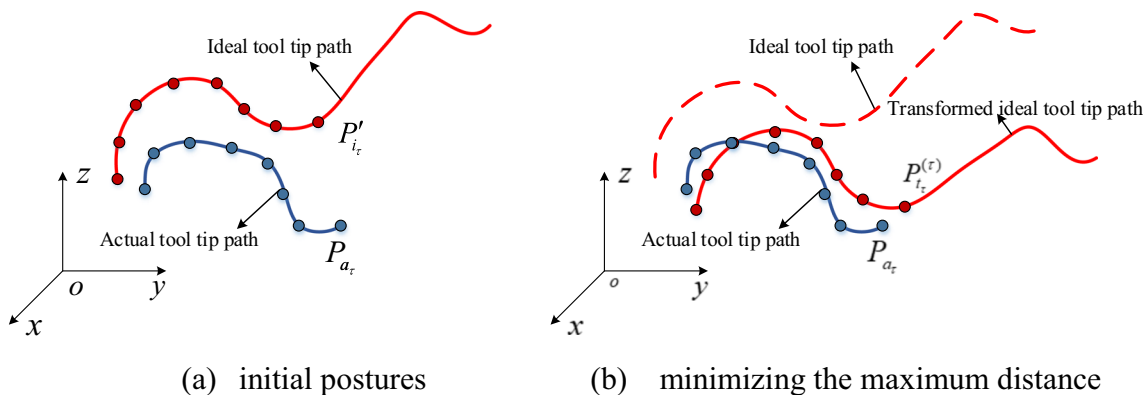 Ideal tool tip path
P′iτ
z
Actual tool tip path
Paτ
o
y
x
(a) initial postures
Ideal tool tip path
Transformed ideal tool tip path
z
Ptτ(τ)
Actual tool tip path
Paτ
o
y
x
(b) minimizing the maximum distance